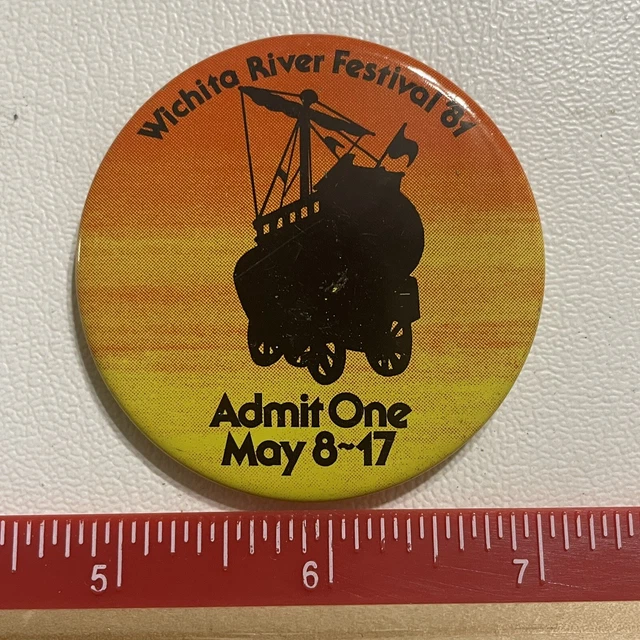 Wichita River Festival '81
Admit One
May 8~17
5 6 7